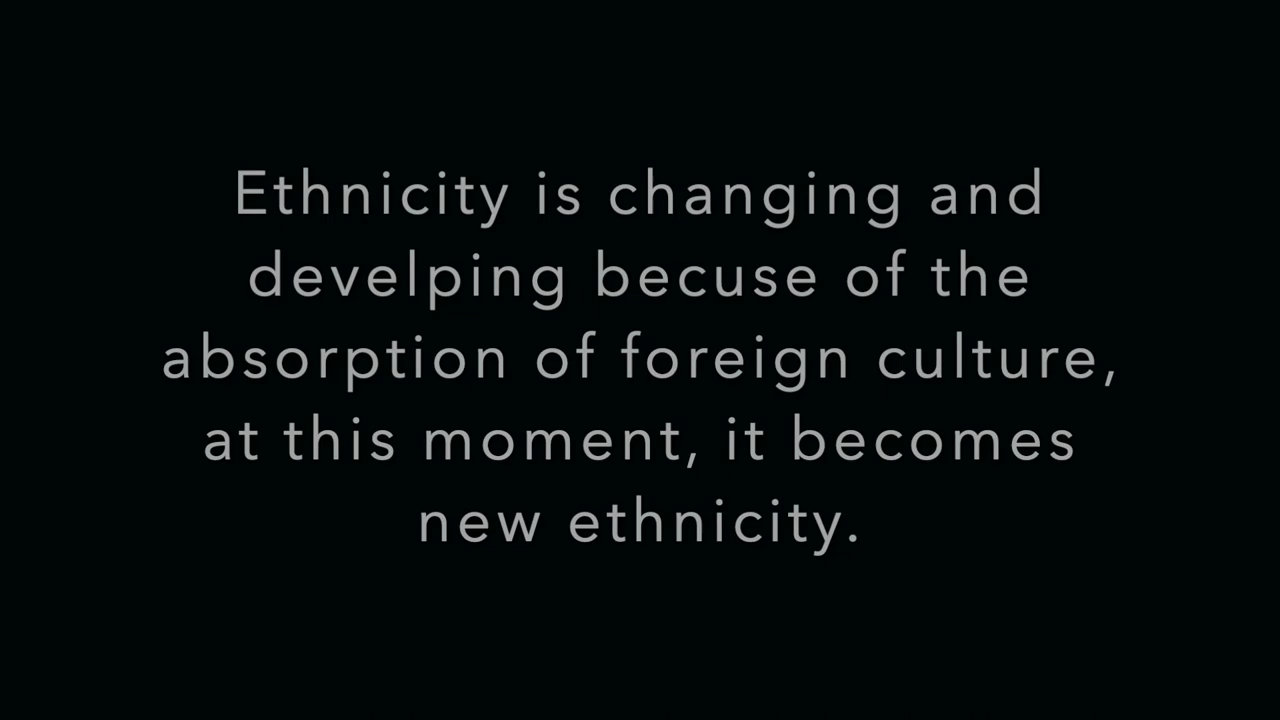 Ethnicity is changing and
develping becuse of the
absorption of foreign culture,
at this moment, it becomes
new ethnicity.